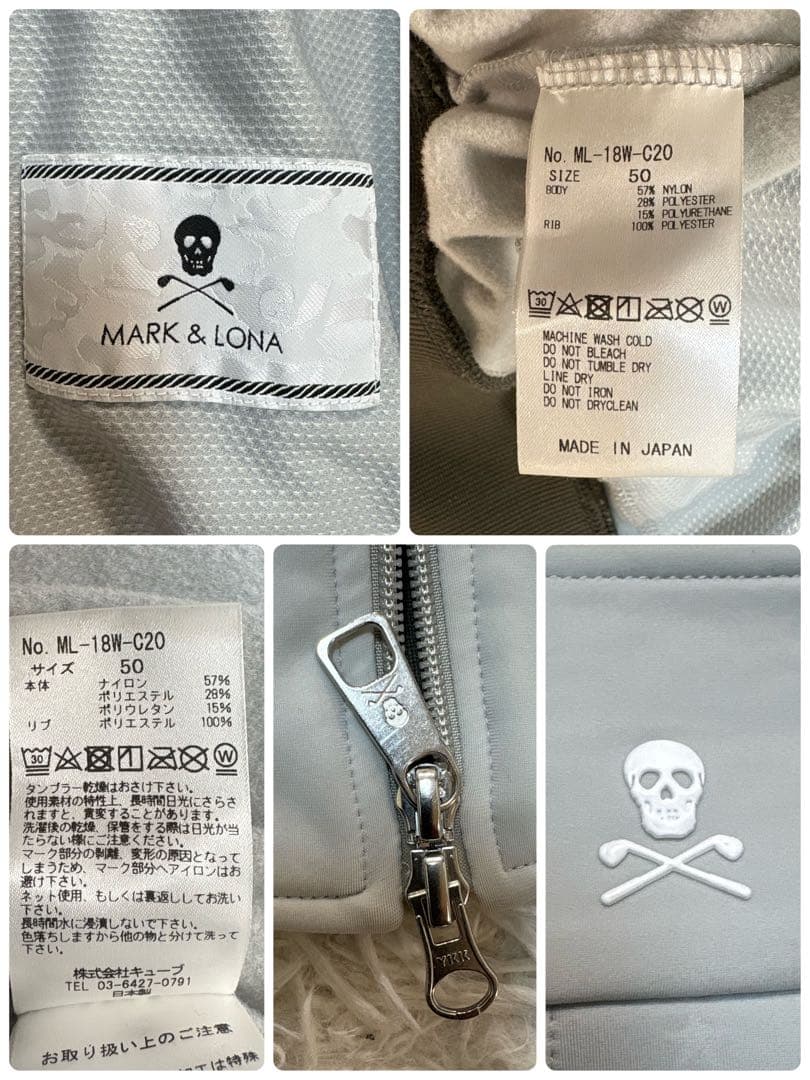 MARK & LONA
No. ML-18W-C20
SIZE 50
BODY 57% NYLON
28% POLYESTER
15% POLYURETHANE
RIB 100% POLYESTER
30 W
MACHINE WASH COLD
DO NOT BLEACH
DO NOT TUMBLE DRY
LINE DRY
DO NOT IRON
DO NOT DRYCLEAN
MADE IN JAPAN
No. ML-18W-C20
サイズ 50
本体 ナイロン 57%
ポリエステル 28%
ポリウレタン 15%
リブ ポリエステル 100%
30 W
タンブラー乾燥はおさけ下さい。
使用素材の特性上、長時間日光にさらさ
れますと、黄変することがあります。
洗濯後の乾燥、保管をする際は日光が当
たらない様にご注意ください。
マーク部分の剥離、変形の原因となって
しまうため、マーク部分へアイロンはお
避け下さい。
ネット使用、もしくは裏返ししてお洗い
下さい。
長時間水に浸漬しないで下さい。
色落ちしますから他の物と分けて洗って
下さい。
株式会社キューブ
TEL 03-6427-0791
日本製
お取り扱い上のご注意
は特殊
YKK